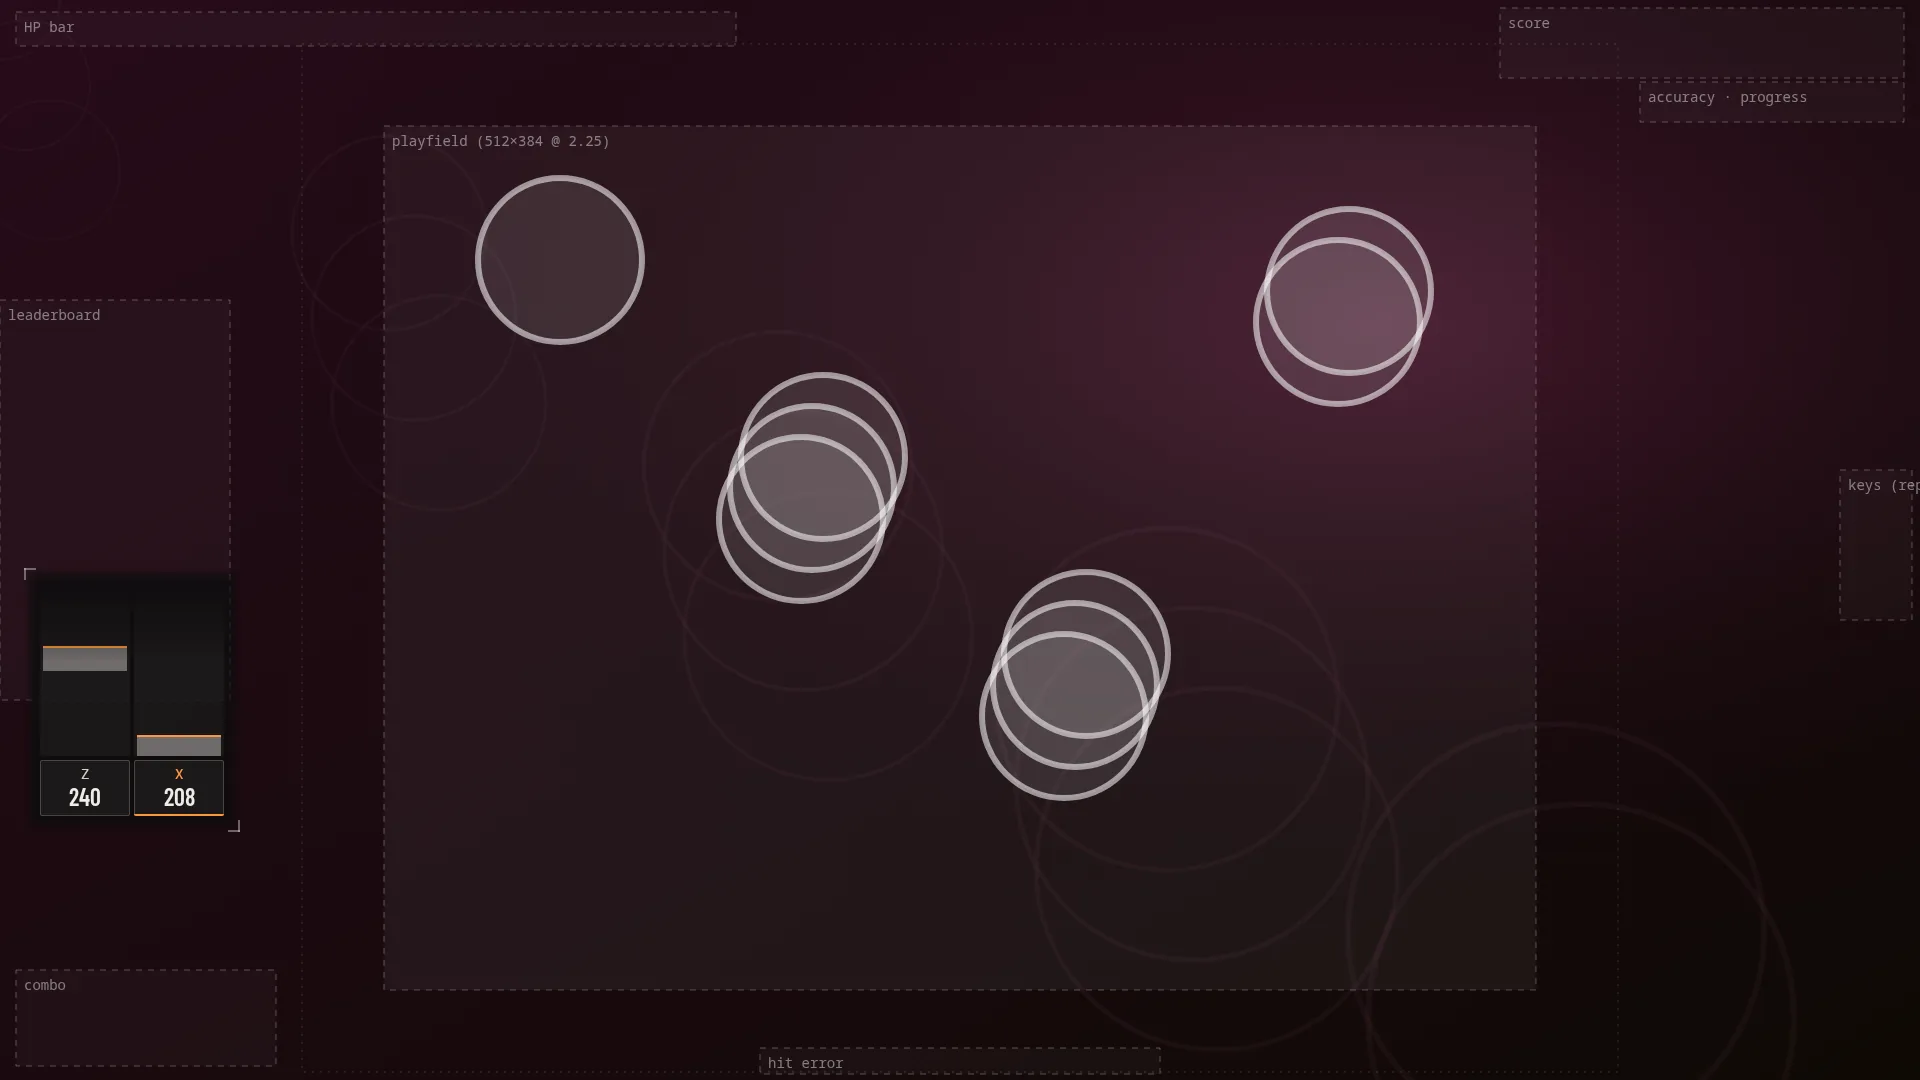 HP bar
score
accuracy · progress
playfield (512×384 @ 2.25)
leaderboard
keys (rep
Z
240
X
208
combo
hit error